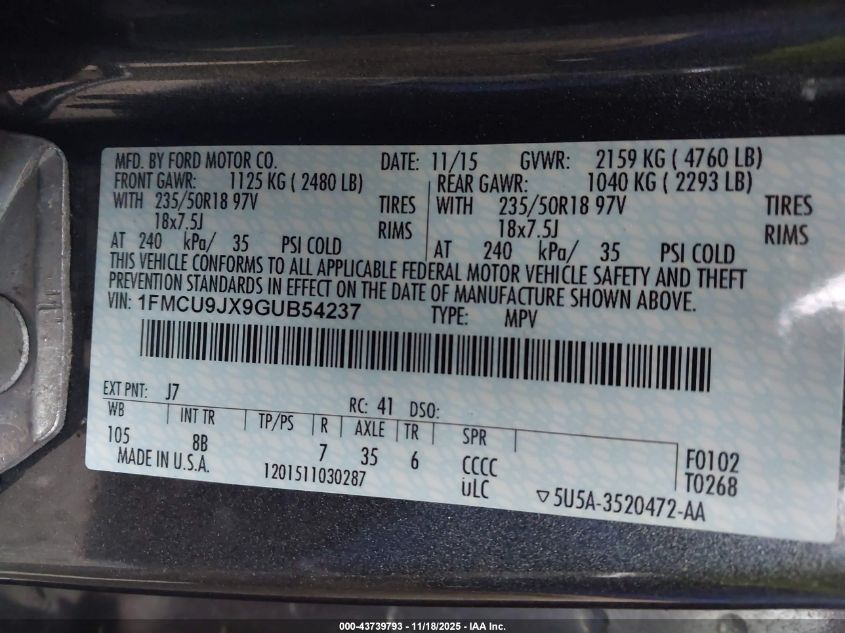 MFD. BY FORD MOTOR CO. DATE: 11/15 GVWR: 2159 KG ( 4760 LB)
FRONT GAWR: 1125 KG ( 2480 LB) REAR GAWR: 1040 KG ( 2293 LB)
WITH 235/50R18 97V TIRES WITH 235/50R18 97V TIRES
18x7.5J RIMS 18x7.5J RIMS
AT 240 kPa/ 35 PSI COLD AT 240 kPa/ 35 PSI COLD
THIS VEHICLE CONFORMS TO ALL APPLICABLE FEDERAL MOTOR VEHICLE SAFETY AND THEFT
PREVENTION STANDARDS IN EFFECT ON THE DATE OF MANUFACTURE SHOWN ABOVE.
VIN: 1FMCU9JX9GUB54237 TYPE: MPV
EXT PNT: J7 RC: 41 DSO:
WB INT TR TP/PS R AXLE TR SPR
105 8B 7 35 6 CCCC F0102
MADE IN U.S.A. 1201511030287 üLC T0268
▽5U5A-3520472-AA
000-43739793 - 11/18/2025 - IAA Inc.